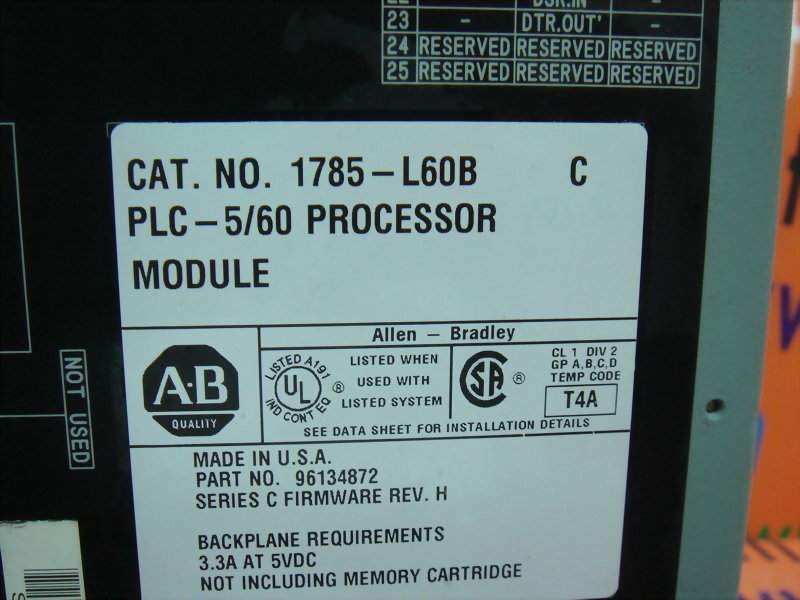 22 DSR.IN -
23 - DTR.OUT' -
24 RESERVED RESERVED RESERVED
25 RESERVED RESERVED RESERVED
CAT. NO. 1785-L60B C
PLC-5/60 PROCESSOR
MODULE
Allen - Bradley
A-B
QUALITY
LISTED A191
UL ®
IND CONT EQ
LISTED WHEN
USED WITH
LISTED SYSTEM
SA ®
CL 1 DIV 2
GP A,B,C,D
TEMP CODE
T4A
SEE DATA SHEET FOR INSTALLATION DETAILS
MADE IN U.S.A.
PART NO. 96134872
SERIES C FIRMWARE REV. H
BACKPLANE REQUIREMENTS
3.3A AT 5VDC
NOT INCLUDING MEMORY CARTRIDGE
NOT USED